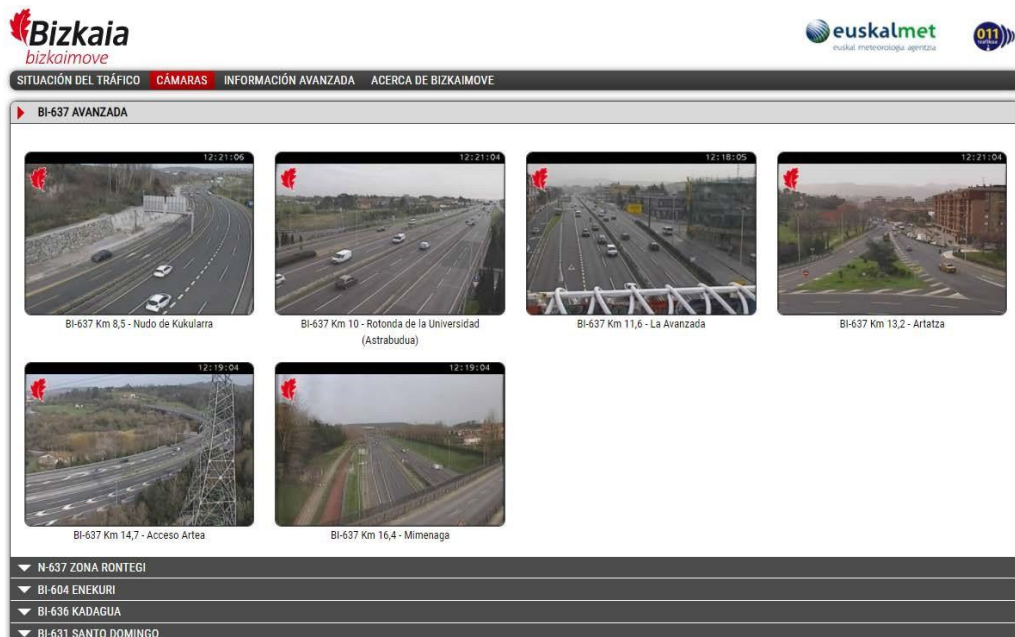 Bizkaia
bizkaimove
euskalmet
euskal meteorologia agentzia
011
SITUACIÓN DEL TRÁFICO CÁMARAS INFORMACIÓN AVANZADA ACERCA DE BIZKAIMOVE
BI-637 AVANZADA
12:21:06
12:21:04
12:18:05
12:21:04
BI-637 Km 8,5 - Nudo de Kukularra
BI-637 Km 10 - Rotonda de la Universidad
(Astrabudua)
BI-637 Km 11,6 - La Avanzada
BI-637 Km 13,2 - Artatza
12:19:04
12:19:04
BI-637 Km 14,7 - Acceso Artea
BI-637 Km 16,4 - Mimenaga
N-637 ZONA RONTEGI
BI-604 ENEKURI
BI-636 KADAGUA
BI-631 SANTO DOMINGO